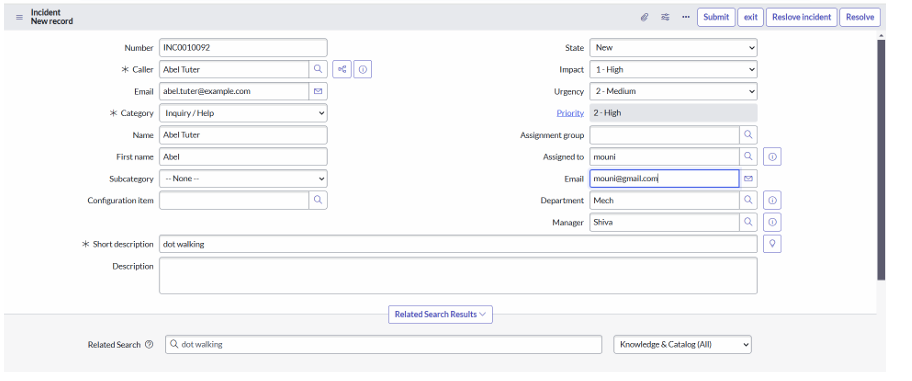 Incident
New record
Submit
exit
Reslove incident
Resolve
Number INC0010092
Caller Abel Tuter
Email abel.tuter@example.com
Category Inquiry / Help
Name Abel Tuter
First name Abel
Subcategory -- None --
Configuration item
State New
Impact 1 - High
Urgency 2 - Medium
Priority 2 - High
Assignment group
Assigned to mouni
Email mouni@gmail.com
Department Mech
Manager Shiva
Short description dot walking
Description
Related Search Results
Related Search dot walking
Knowledge & Catalog (All)